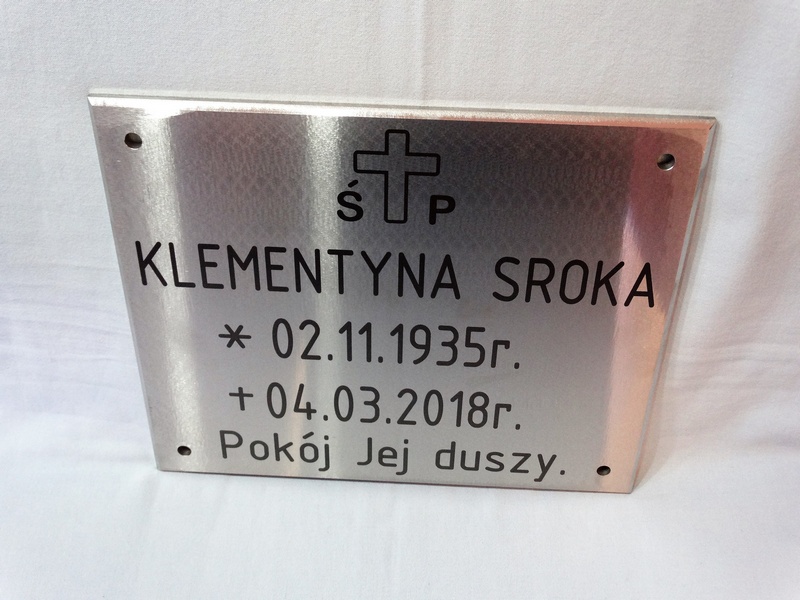 Ś P
KLEMENTYNA SROKA
* 02.11.1935r.
+ 04.03.2018r.
Pokój Jej duszy.